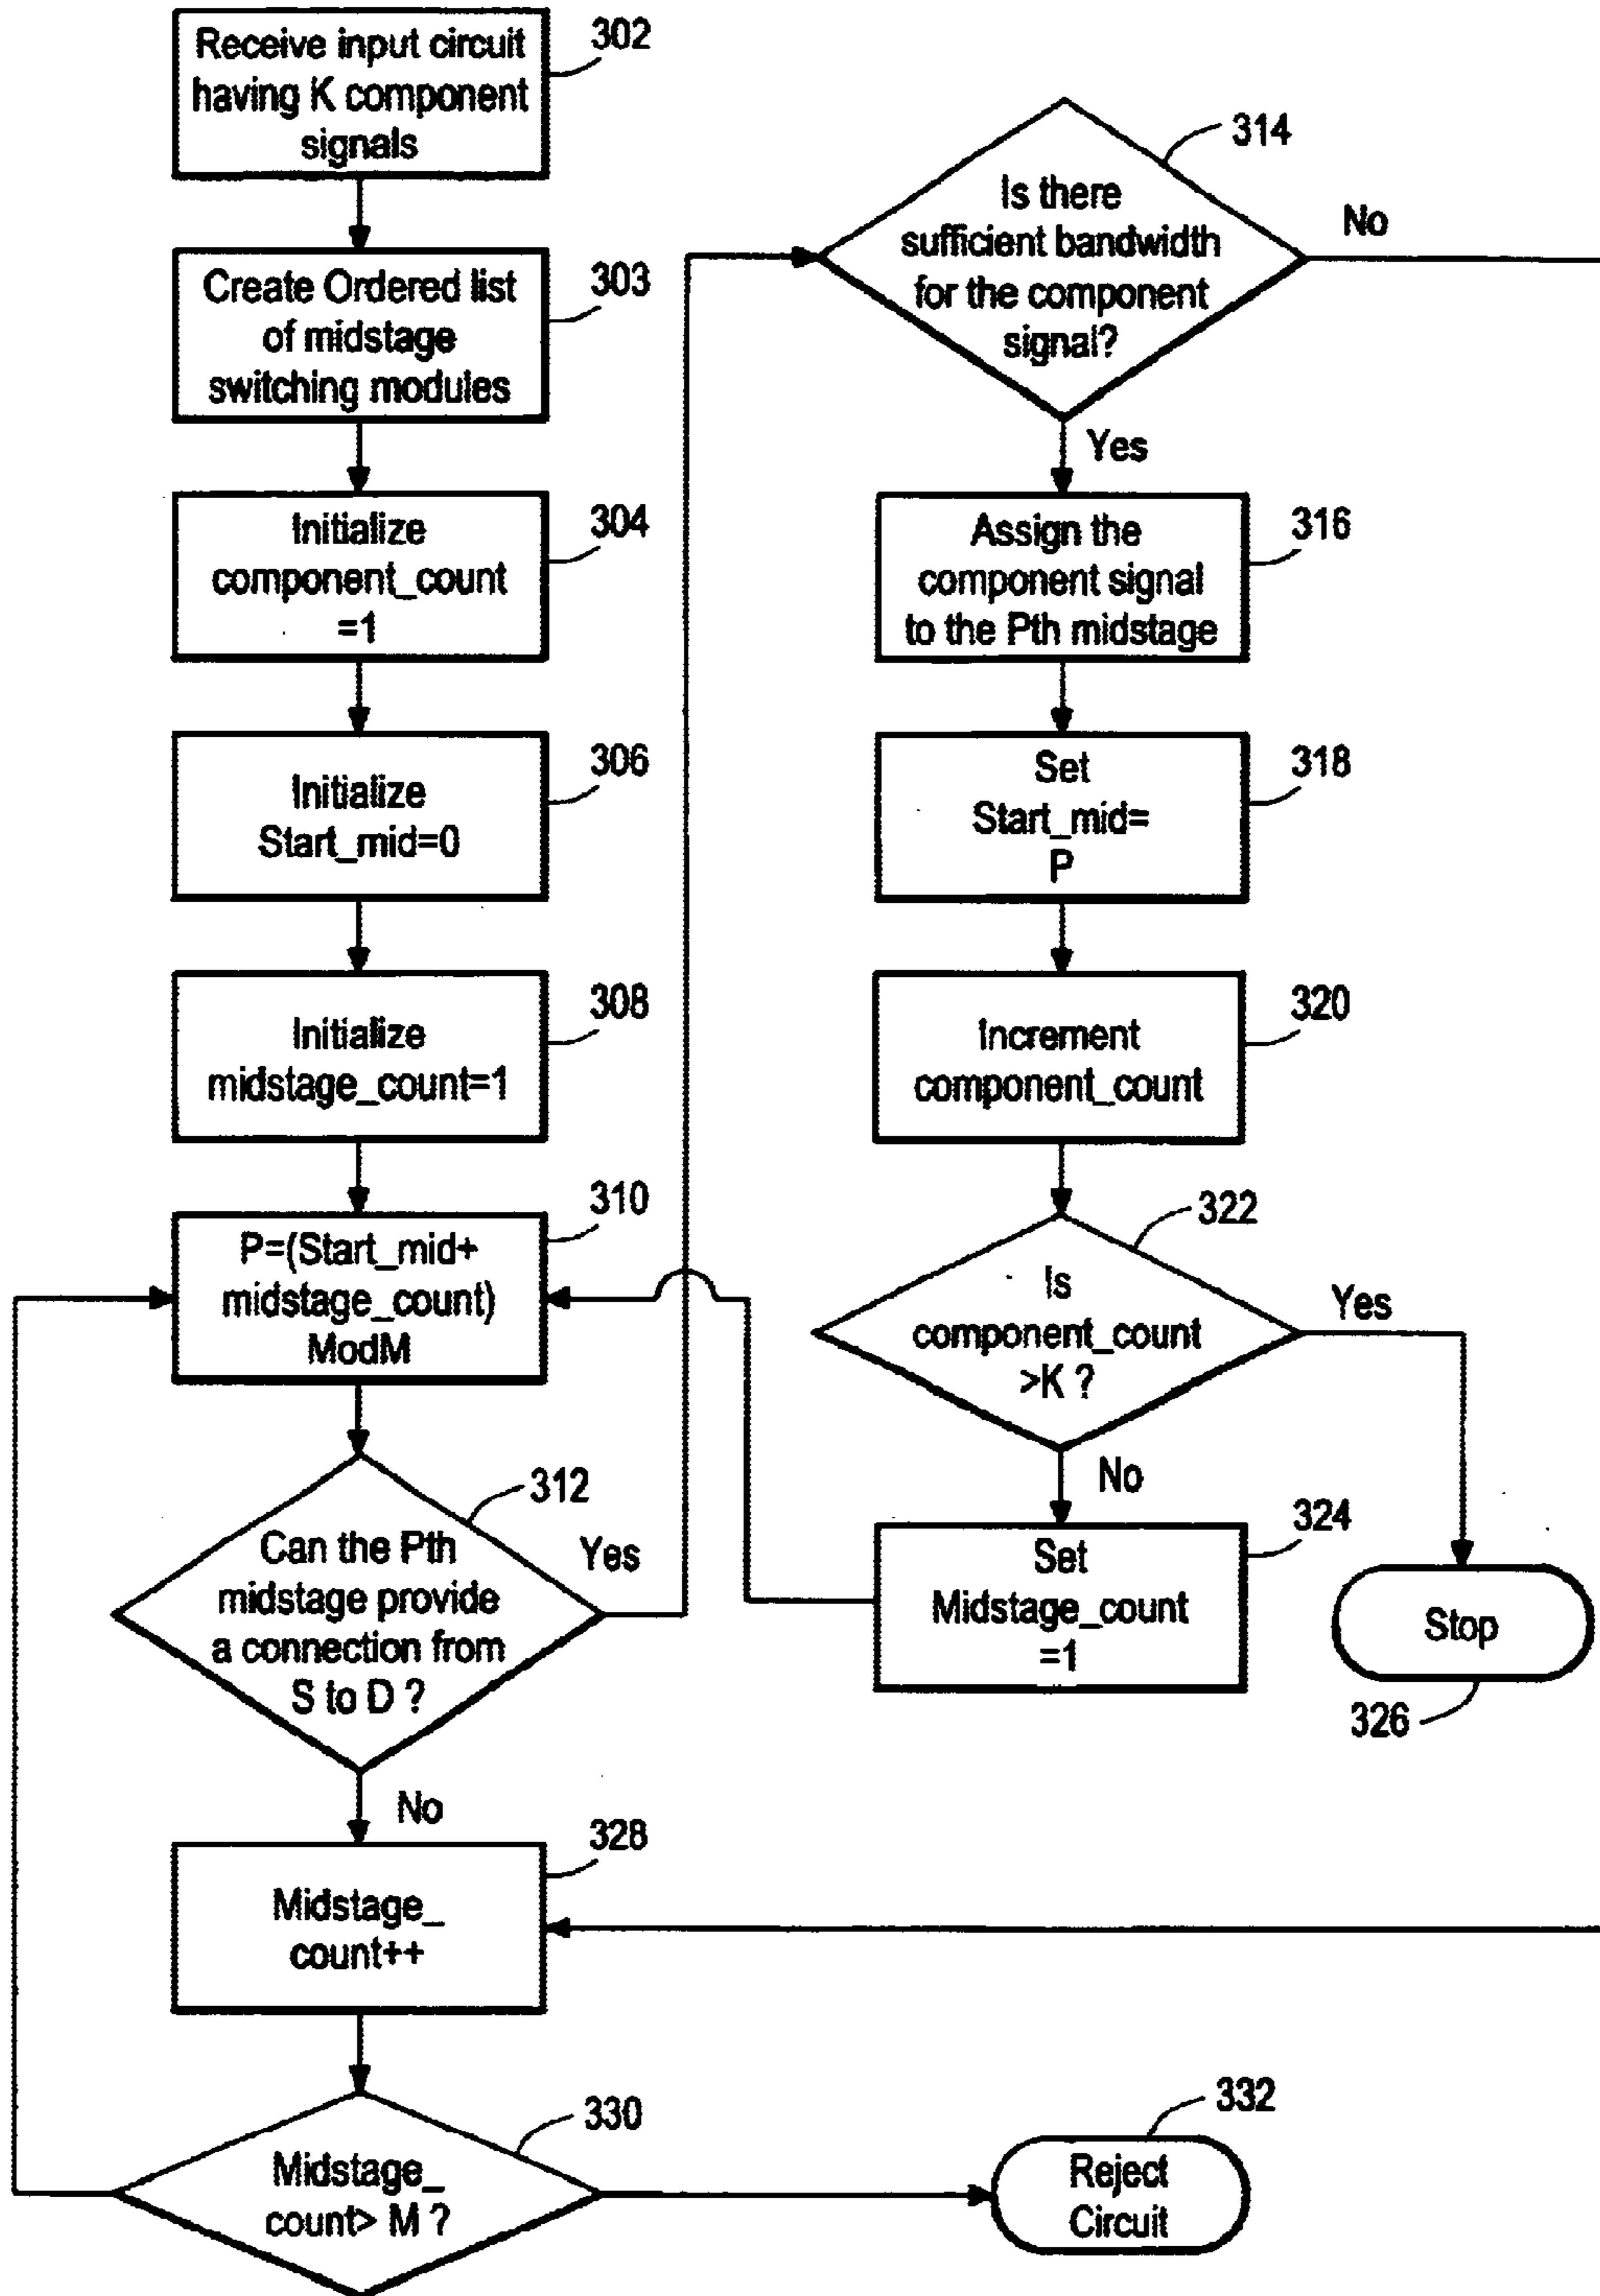 Receive input circuit
having K component
signals
302
Create Ordered list
of midstage
switching modules
303
Initialize
component_count
=1
304
Initialize
Start_mid=0
306
Initialize
midstage_count=1
308
P=(Start_mid+
midstage_count)
ModM
310
Can the Pth
midstage provide
a connection from
S to D ?
312
Yes
No
Midstage_
count++
328
Midstage_
count> M ?
330
Reject
Circuit
332
Is there
sufficient bandwidth
for the component
signal?
314
No
Yes
Assign the
component signal
to the Pth midstage
316
Set
Start_mid=
P
318
Increment
component_count
320
Is
component_count
>K ?
322
Yes
No
Set
Midstage_count
=1
324
Stop
326